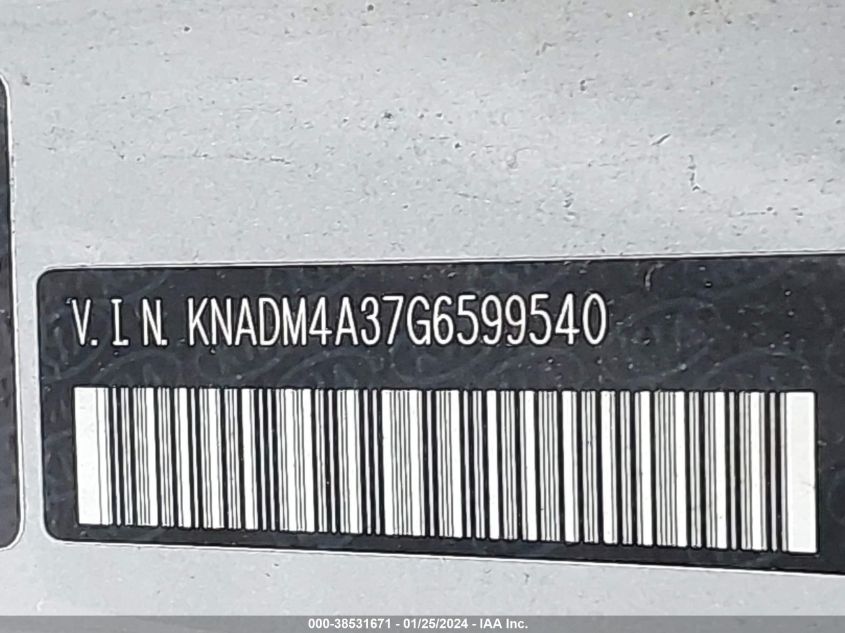 V.I.N. KNADM4A37G6599540
000-38531671 - 01/25/2024 - IAA Inc.